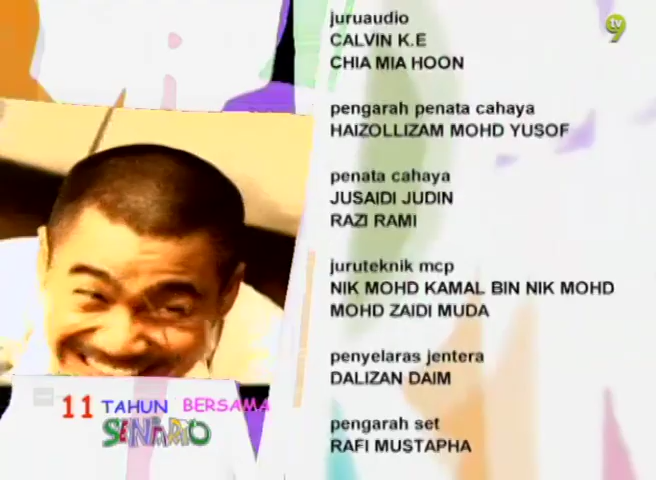 juruaudio
CALVIN K.E
CHIA MIA HOON
pengarah penata cahaya
HAIZOLLIZAM MOHD YUSOF
penata cahaya
JUSAIDI JUDIN
RAZI RAMI
juruteknik mcp
NIK MOHD KAMAL BIN NIK MOHD
MOHD ZAIDI MUDA
penyelaras jentera
DALIZAN DAIM
pengarah set
RAFI MUSTAPHA
tv9
11 TAHUN BERSAMA
SENARIO